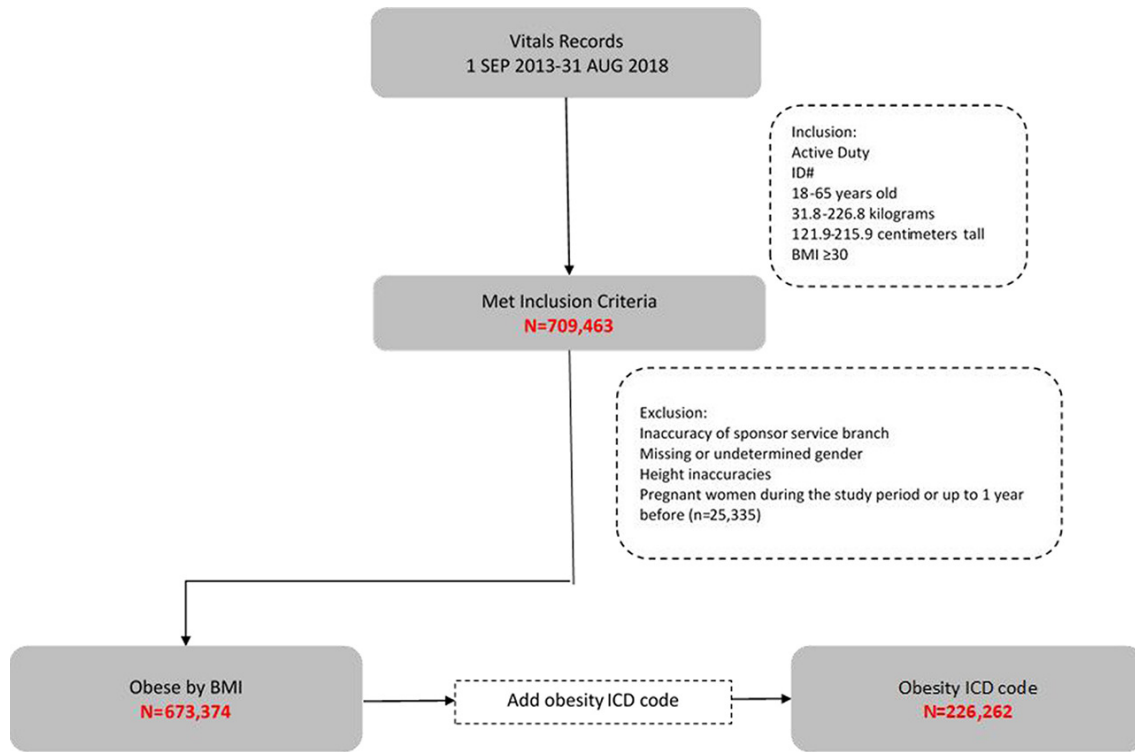 Vitals Records
1 SEP 2013-31 AUG 2018
Inclusion:
Active Duty
ID#
18-65 years old
31.8-226.8 kilograms
121.9-215.9 centimeters tall
BMI ≥30
Met Inclusion Criteria
N=709,463
Exclusion:
Inaccuracy of sponsor service branch
Missing or undetermined gender
Height inaccuracies
Pregnant women during the study period or up to 1 year
before (n=25,335)
Obese by BMI
N=673,374
Add obesity ICD code
Obesity ICD code
N=226,262